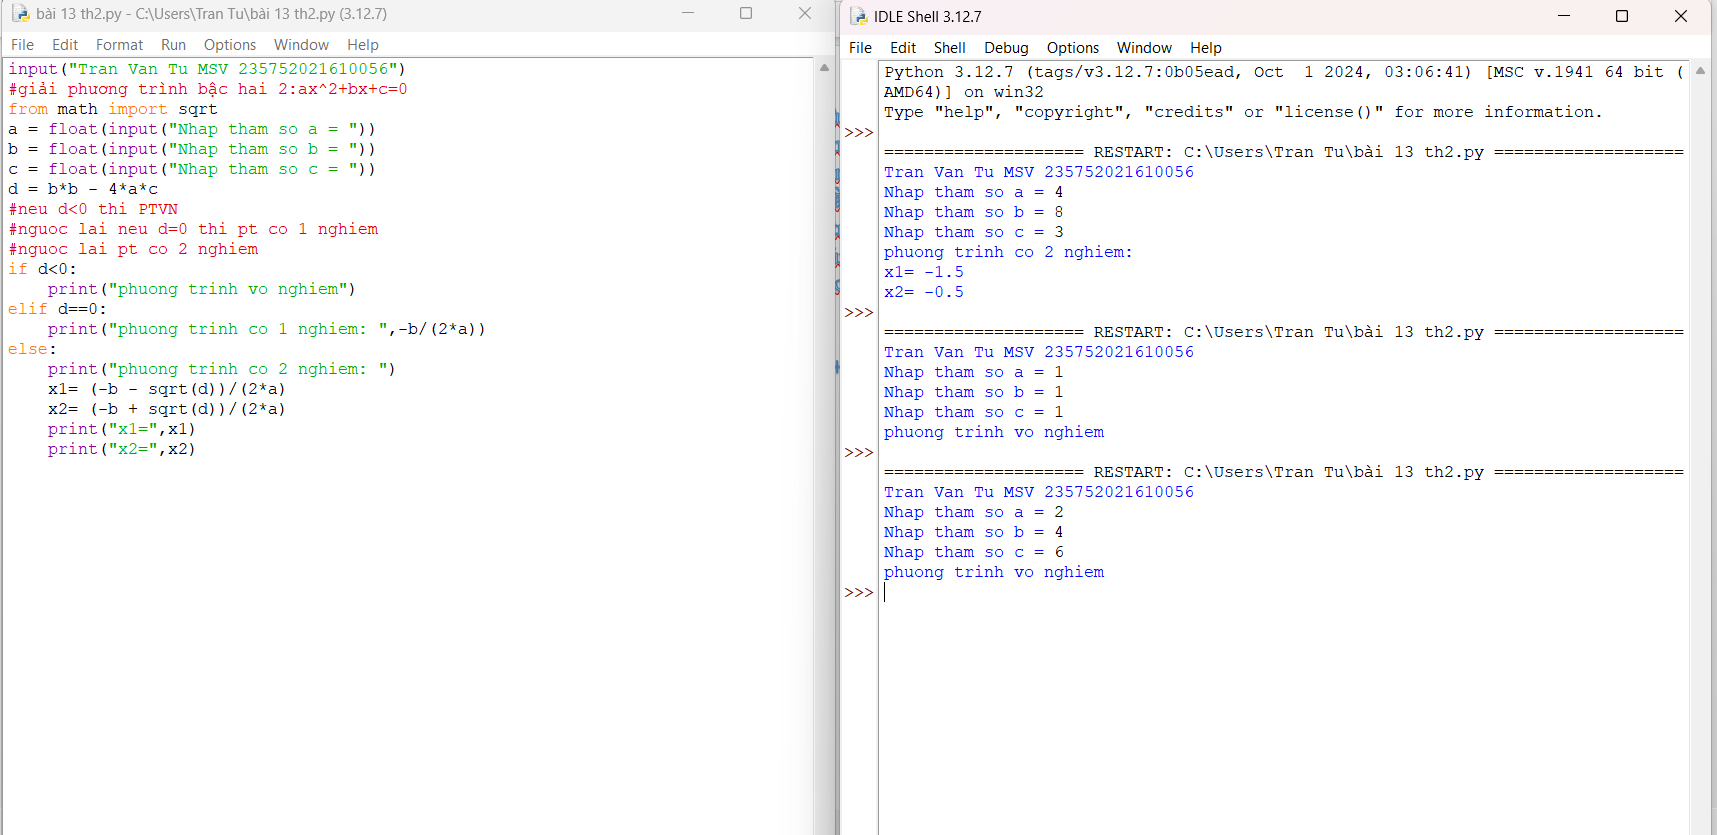 bài 13 th2.py - C:\Users\Tran Tu\bài 13 th2.py (3.12.7)
File Edit Format Run Options Window Help
input("Tran Van Tu MSV 235752021610056")
#giải phương trình bậc hai 2:ax^2+bx+c=0
from math import sqrt
a = float(input("Nhap tham so a = "))
b = float(input("Nhap tham so b = "))
c = float(input("Nhap tham so c = "))
d = b*b - 4*a*c
#neu d<0 thi PTVN
#nguoc lai neu d=0 thi pt co 1 nghiem
#nguoc lai pt co 2 nghiem
if d<0:
    print("phuong trinh vo nghiem")
elif d==0:
    print("phuong trinh co 1 nghiem: ",-b/(2*a))
else:
    print("phuong trinh co 2 nghiem: ")
    x1= (-b - sqrt(d))/(2*a)
    x2= (-b + sqrt(d))/(2*a)
    print("x1=",x1)
    print("x2=",x2)
IDLE Shell 3.12.7
File Edit Shell Debug Options Window Help
Python 3.12.7 (tags/v3.12.7:0b05ead, Oct  1 2024, 03:06:41) [MSC v.1941 64 bit (
AMD64)] on win32
Type "help", "copyright", "credits" or "license()" for more information.
>>>
==================== RESTART: C:\Users\Tran Tu\bài 13 th2.py ===================
Tran Van Tu MSV 235752021610056
Nhap tham so a = 4
Nhap tham so b = 8
Nhap tham so c = 3
phuong trinh co 2 nghiem:
x1= -1.5
x2= -0.5
>>>
==================== RESTART: C:\Users\Tran Tu\bài 13 th2.py ===================
Tran Van Tu MSV 235752021610056
Nhap tham so a = 1
Nhap tham so b = 1
Nhap tham so c = 1
phuong trinh vo nghiem
>>>
==================== RESTART: C:\Users\Tran Tu\bài 13 th2.py ===================
Tran Van Tu MSV 235752021610056
Nhap tham so a = 2
Nhap tham so b = 4
Nhap tham so c = 6
phuong trinh vo nghiem
>>>